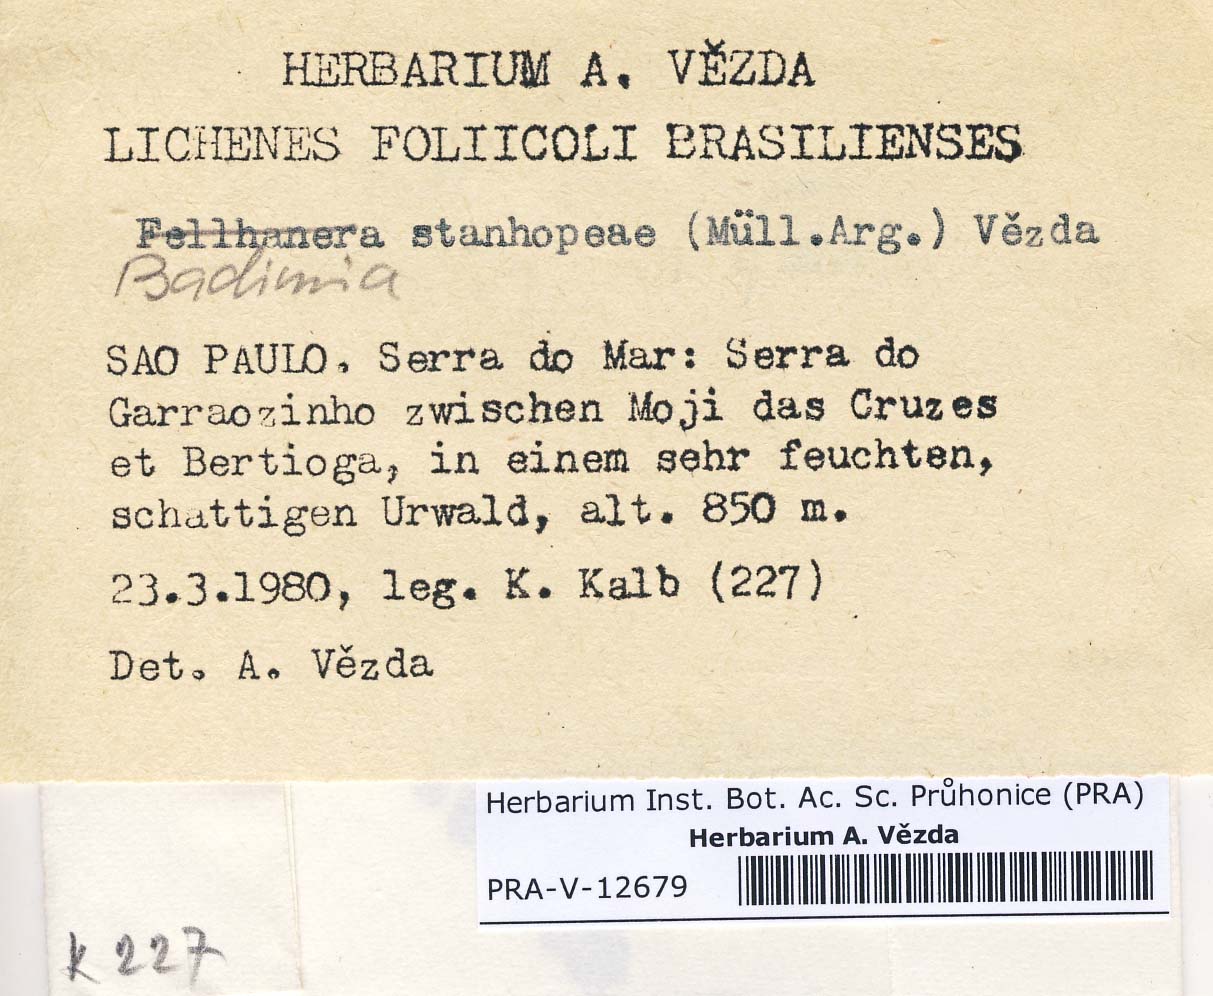 HERBARIUM A. VĚZDA
LICHENES FOLIICOLI BRASILIENSES
Fellhanera stanhopeae (Müll.Arg.) Vězda
Badimia
SAO PAULO. Serra do Mar: Serra do
Garraozinho zwischen Moji das Cruzes
et Bertioga, in einem sehr feuchten,
schattigen Urwald, alt. 850 m.
23.3.1980, leg. K. Kalb (227)
Det. A. Vězda
Herbarium Inst. Bot. Ac. Sc. Průhonice (PRA)
Herbarium A. Vězda
PRA-V-12679
K 227